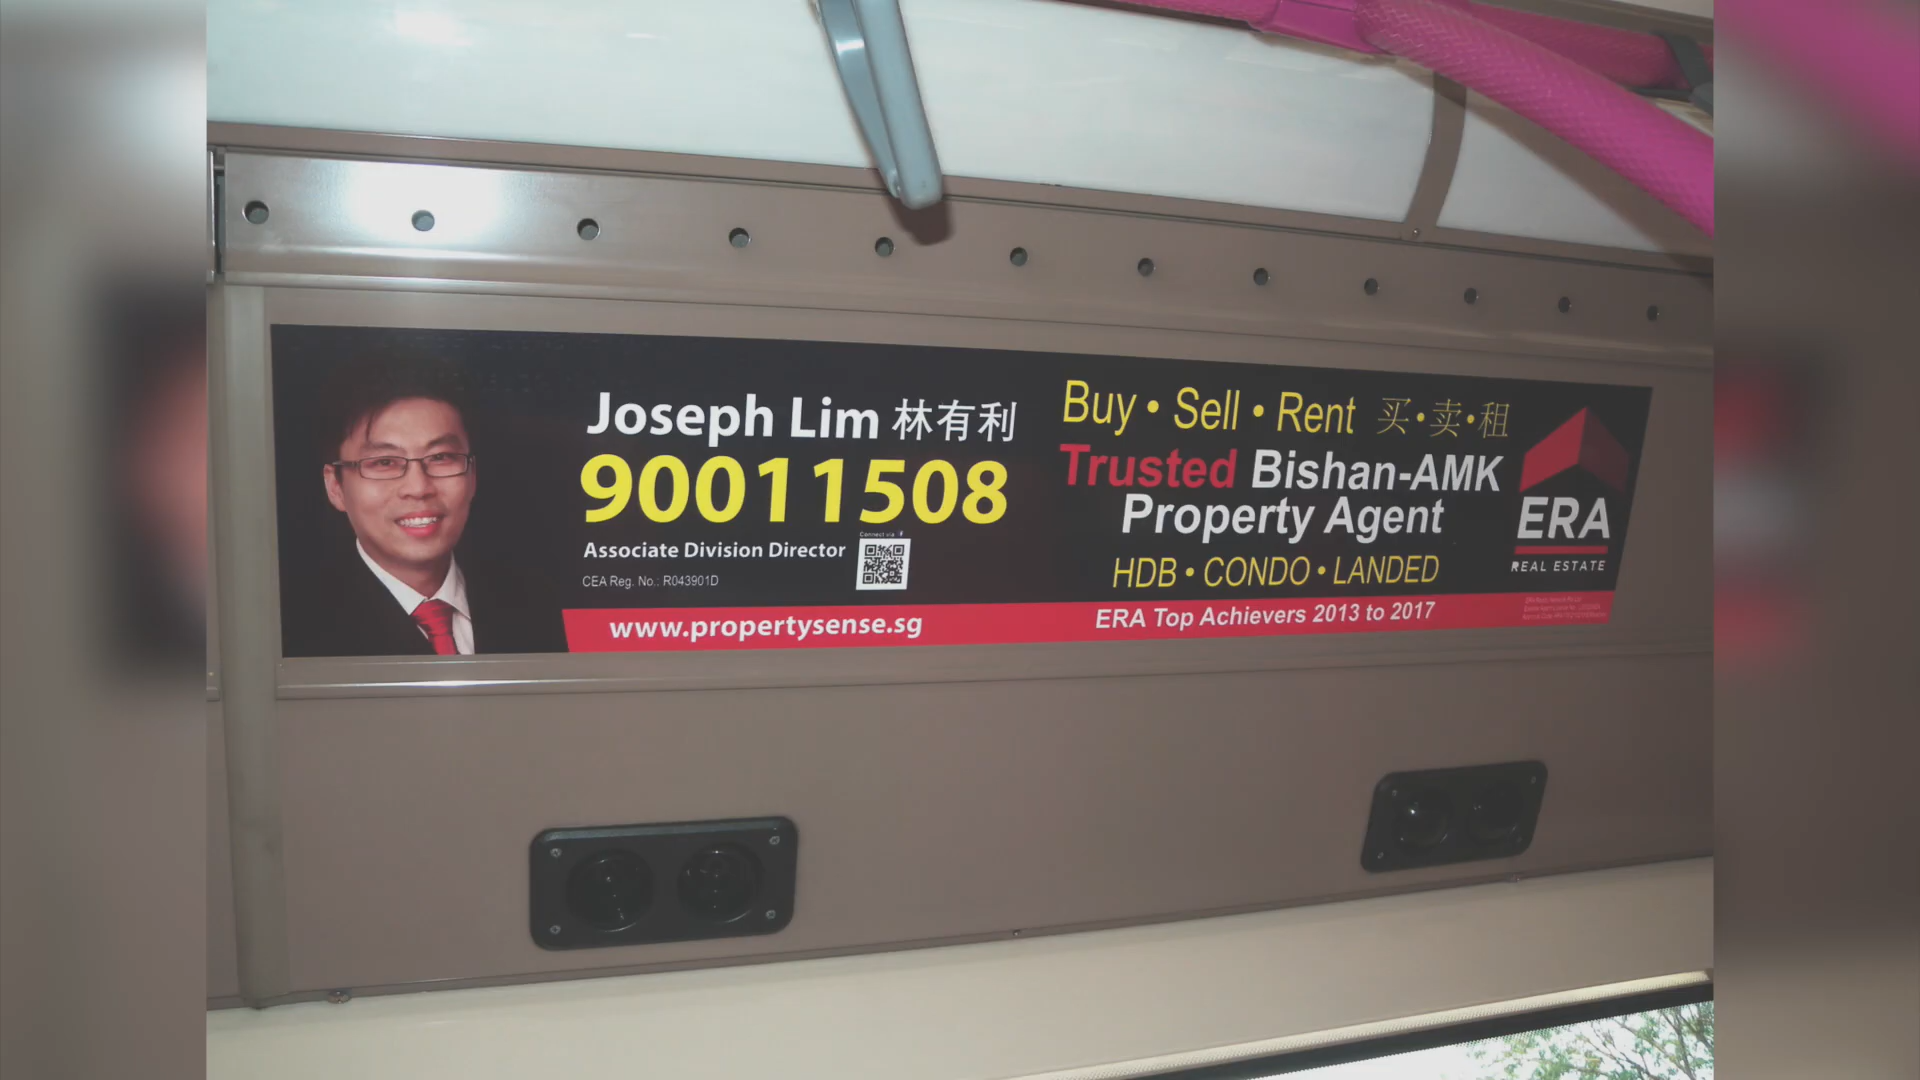 Joseph Lim 林有利
90011508
Associate Division Director
Connect via f
CEA Reg. No.: R043901D
www.propertysense.sg
Buy • Sell • Rent 买•卖•租
Trusted Bishan-AMK
Property Agent
HDB • CONDO • LANDED
ERA Top Achievers 2013 to 2017
ERA
REAL ESTATE